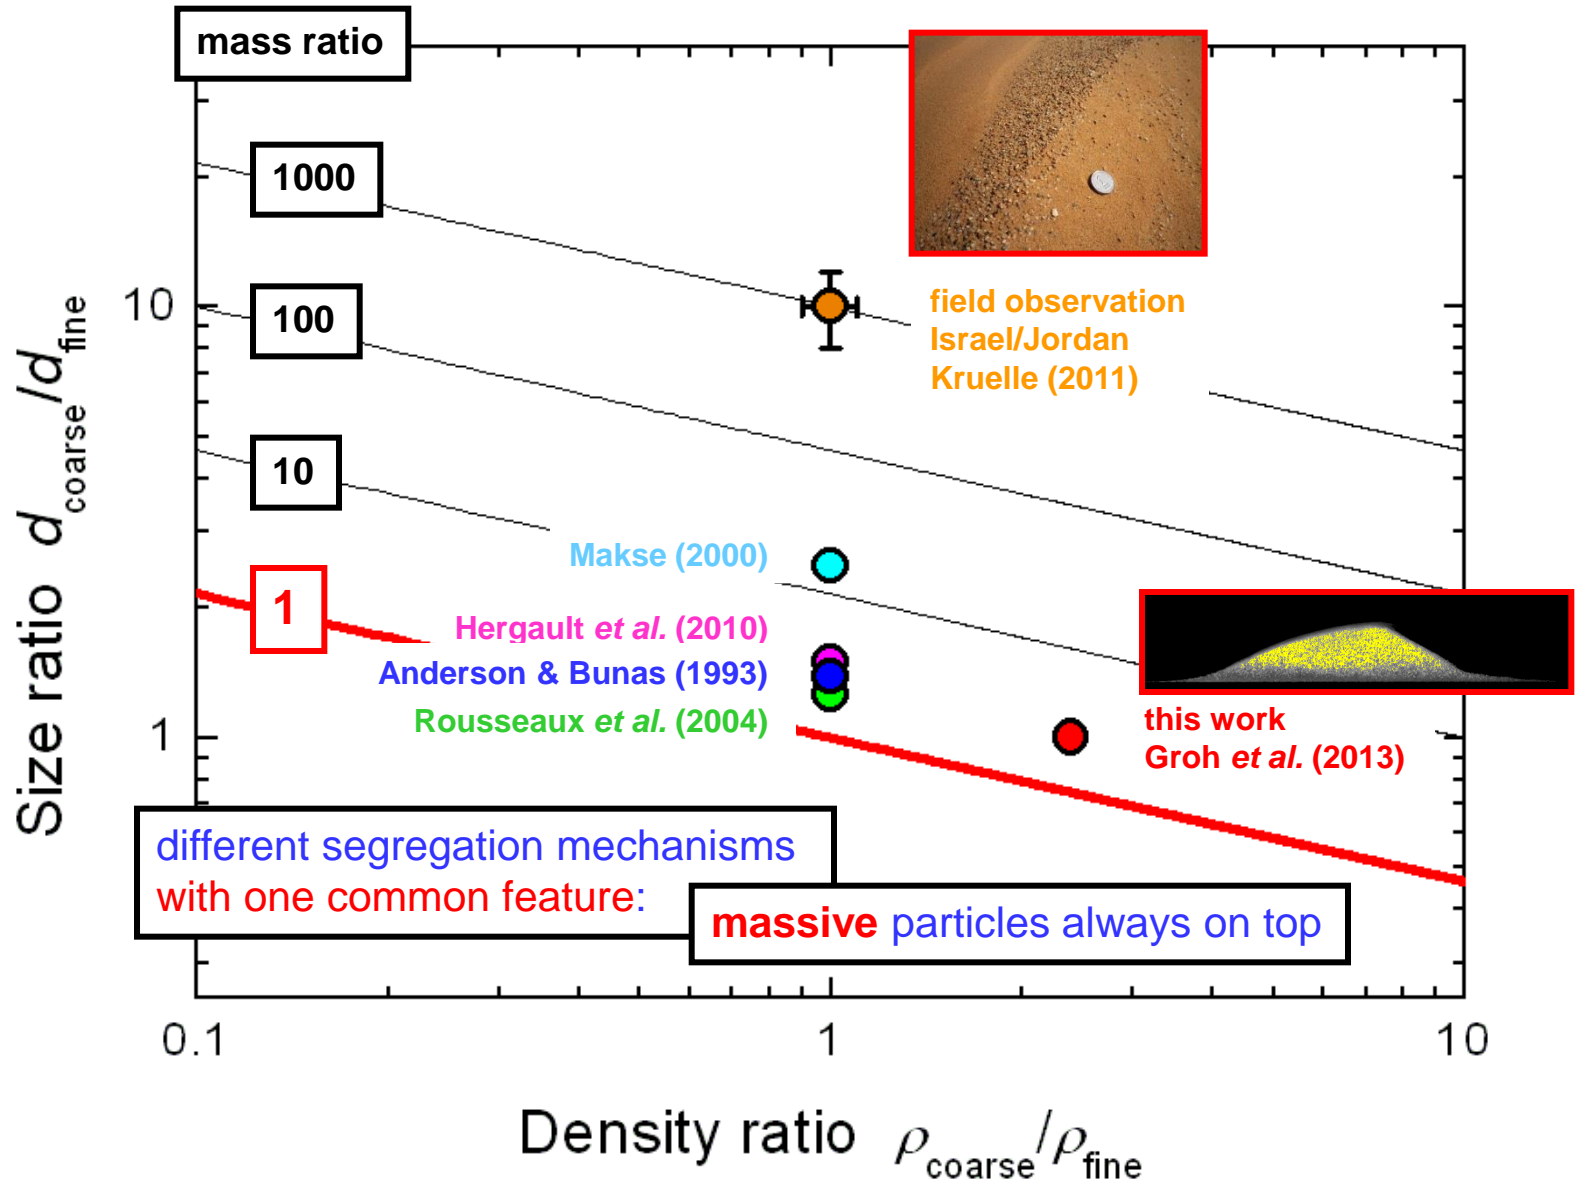 mass ratio
1000
100
10
1
10
1
Size ratio d_coarse/d_fine
field observation
Israel/Jordan
Kruelle (2011)
Makse (2000)
Hergault et al. (2010)
Anderson & Bunas (1993)
Rousseaux et al. (2004)
this work
Groh et al. (2013)
different segregation mechanisms
with one common feature:
massive particles always on top
0.1
1
10
Density ratio ρ_coarse/ρ_fine